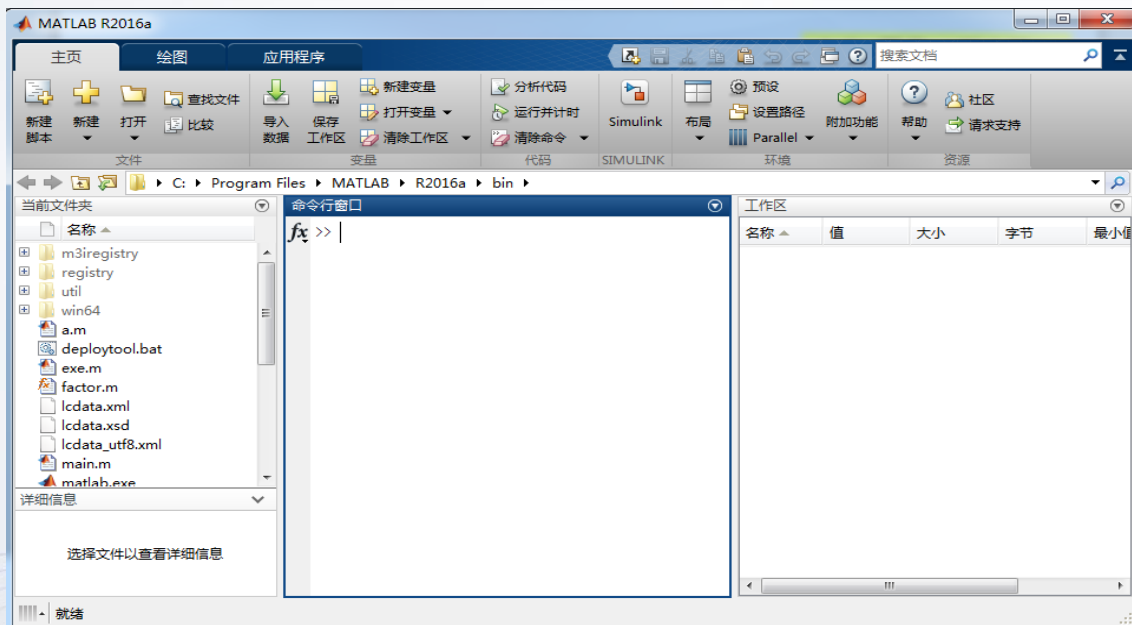 MATLAB R2016a
主页 绘图 应用程序 搜索文档
新建脚本 新建 打开 查找文件 比较
导入数据 保存工作区 新建变量 打开变量 清除工作区
分析代码 运行并计时 清除命令
Simulink 布局 预设 设置路径 Parallel 附加功能
帮助 社区 请求支持
文件 变量 代码 SIMULINK 环境 资源
C: Program Files MATLAB R2016a bin
当前文件夹
名称
m3iregistry
registry
util
win64
a.m
deploytool.bat
exe.m
factor.m
lcdata.xml
lcdata.xsd
lcdata_utf8.xml
main.m
matlab.exe
详细信息
选择文件以查看详细信息
命令行窗口
fx >>
工作区
名称 值 大小 字节 最小值
就绪